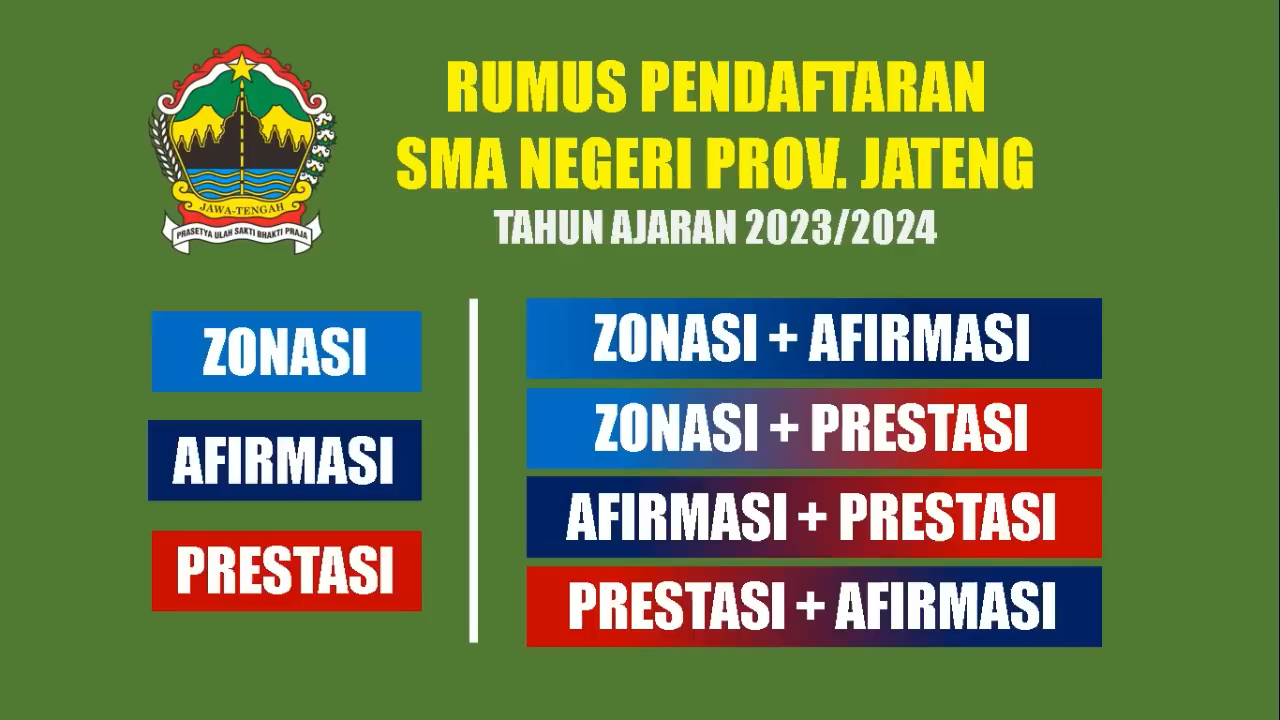 RUMUS PENDAFTARAN
SMA NEGERI PROV. JATENG
TAHUN AJARAN 2023/2024
JAWA-TENGAH
PRASETYA ULAH SAKTI BHAKTI PRAJA
ZONASI
AFIRMASI
PRESTASI
ZONASI + AFIRMASI
ZONASI + PRESTASI
AFIRMASI + PRESTASI
PRESTASI + AFIRMASI